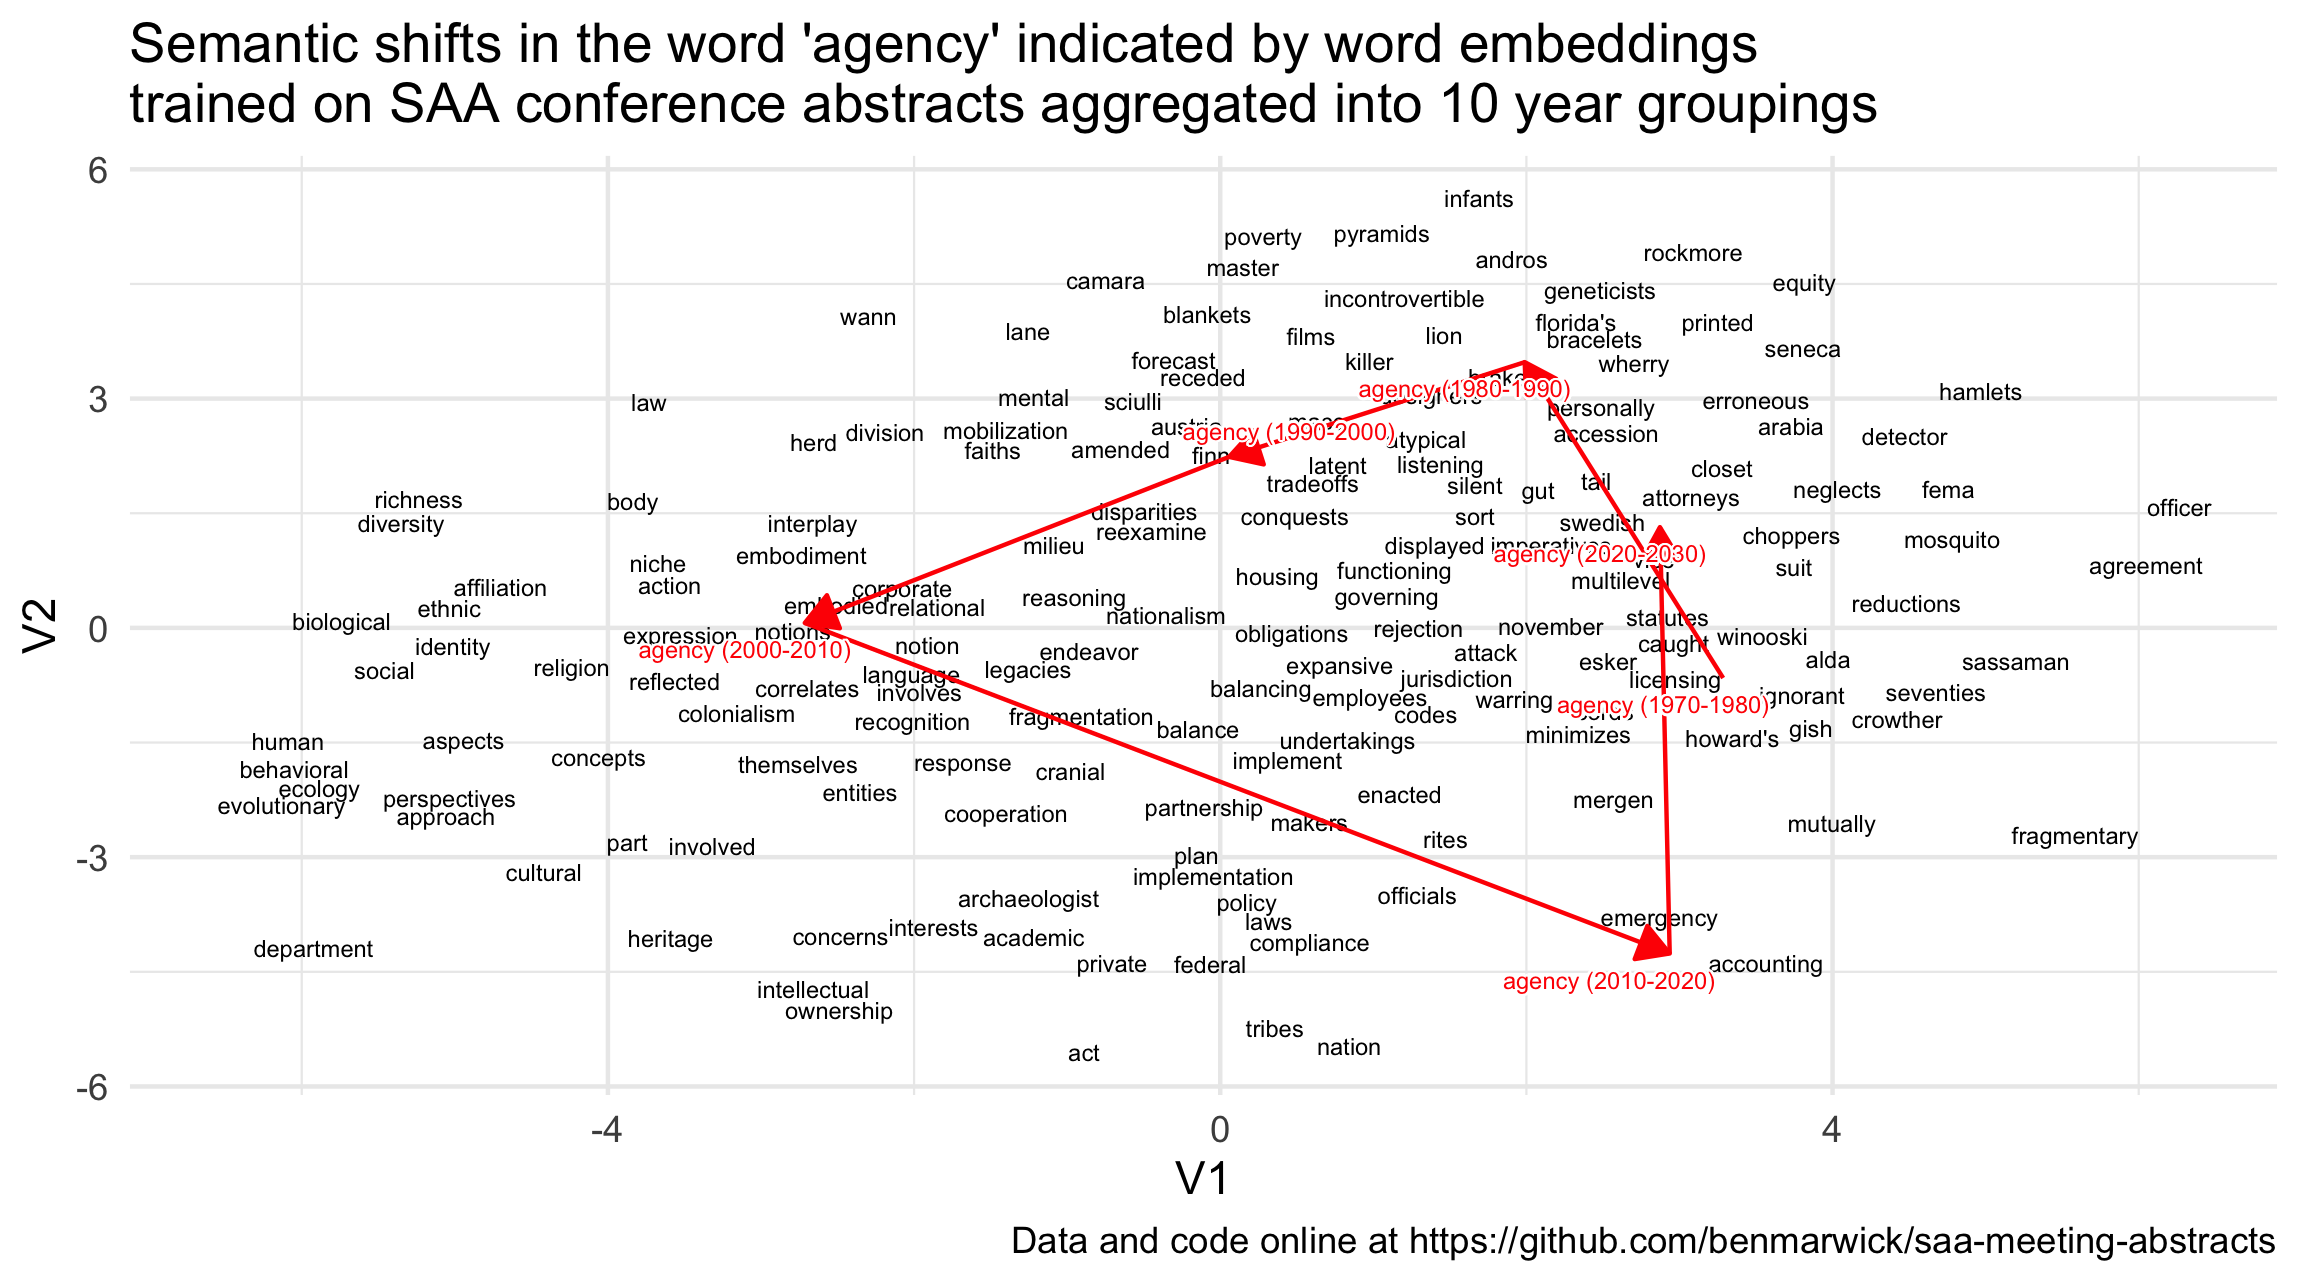 Semantic shifts in the word 'agency' indicated by word embeddings
trained on SAA conference abstracts aggregated into 10 year groupings
6
infants
poverty
pyramids
rockmore
andros
master
camara
equity
geneticists
incontrovertible
blankets
wann
florida's
printed
lane
films
lion
bracelets
seneca
forecast
killer
wherry
receded
agency (1980-1990)
hamlets
3
law
mental
sciulli
erroneous
personally
austria
agency (1990-2000)
arabia
division
mobilization
accession
detector
herd
atypical
faiths
amended
finn
latent
listening
closet
tradeoffs
silent
gut
tail
attorneys
neglects
fema
richness
body
officer
diversity
interplay
disparities
conquests
sort
swedish
reexamine
choppers
milieu
displayed
imperatives
agency (2020-2030)
mosquito
embodiment
niche
action
affiliation
corporate
housing
functioning
multilevel
suit
agreement
ethnic
embodied
relational
reasoning
governing
reductions
biological
nationalism
statutes
0
expression
notions
obligations
rejection
november
winooski
identity
agency (2000-2010)
notion
endeavor
attack
caught
social
religion
language
legacies
expansive
esker
alda
sassaman
reflected
correlates
involves
balancing
employees
jurisdiction
warring
licensing
agency (1970-1980)
ignorant
seventies
colonialism
recognition
fragmentation
balance
codes
crowther
human
aspects
undertakings
minimizes
howard's
gish
behavioral
concepts
themselves
response
cranial
implement
ecology
evolutionary
perspectives
approach
entities
cooperation
partnership
makers
enacted
mergen
mutually
fragmentary
part
involved
rites
-3
plan
cultural
implementation
archaeologist
policy
officials
laws
emergency
department
heritage
concerns
interests
academic
compliance
private
federal
accounting
agency (2010-2020)
intellectual
ownership
tribes
act
nation
-6
-4
0
4
V2
V1
Data and code online at https://github.com/benmarwick/saa-meeting-abstracts